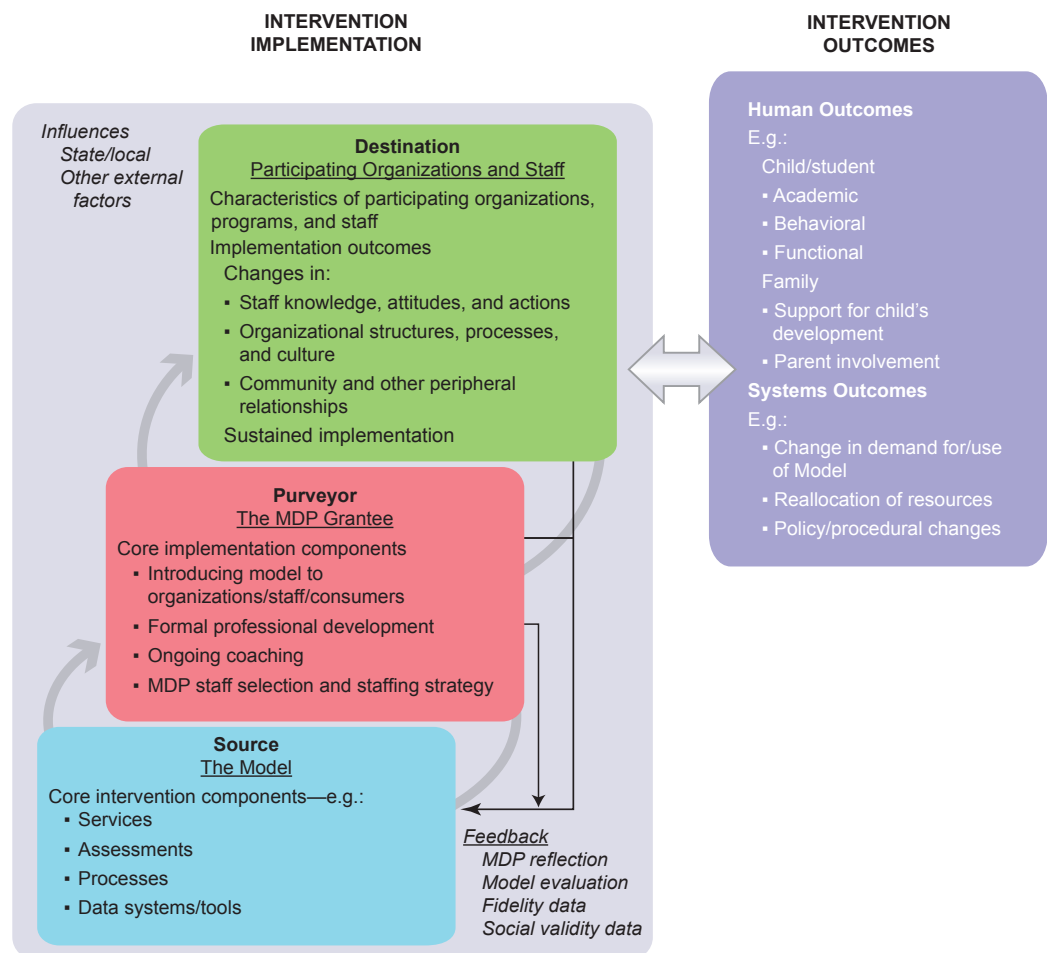 INTERVENTION
IMPLEMENTATION
INTERVENTION
OUTCOMES
Influences
State/local
Other external
factors
Destination
Participating Organizations and Staff
Characteristics of participating organizations,
programs, and staff
Implementation outcomes
Changes in:
▪ Staff knowledge, attitudes, and actions
▪ Organizational structures, processes,
and culture
▪ Community and other peripheral
relationships
Sustained implementation
Purveyor
The MDP Grantee
Core implementation components
▪ Introducing model to
organizations/staff/consumers
▪ Formal professional development
▪ Ongoing coaching
▪ MDP staff selection and staffing strategy
Source
The Model
Core intervention components—e.g.:
▪ Services
▪ Assessments
▪ Processes
▪ Data systems/tools
Feedback
MDP reflection
Model evaluation
Fidelity data
Social validity data
Human Outcomes
E.g.:
Child/student
▪ Academic
▪ Behavioral
▪ Functional
Family
▪ Support for child’s
development
▪ Parent involvement
Systems Outcomes
E.g.:
▪ Change in demand for/use
of Model
▪ Reallocation of resources
▪ Policy/procedural changes